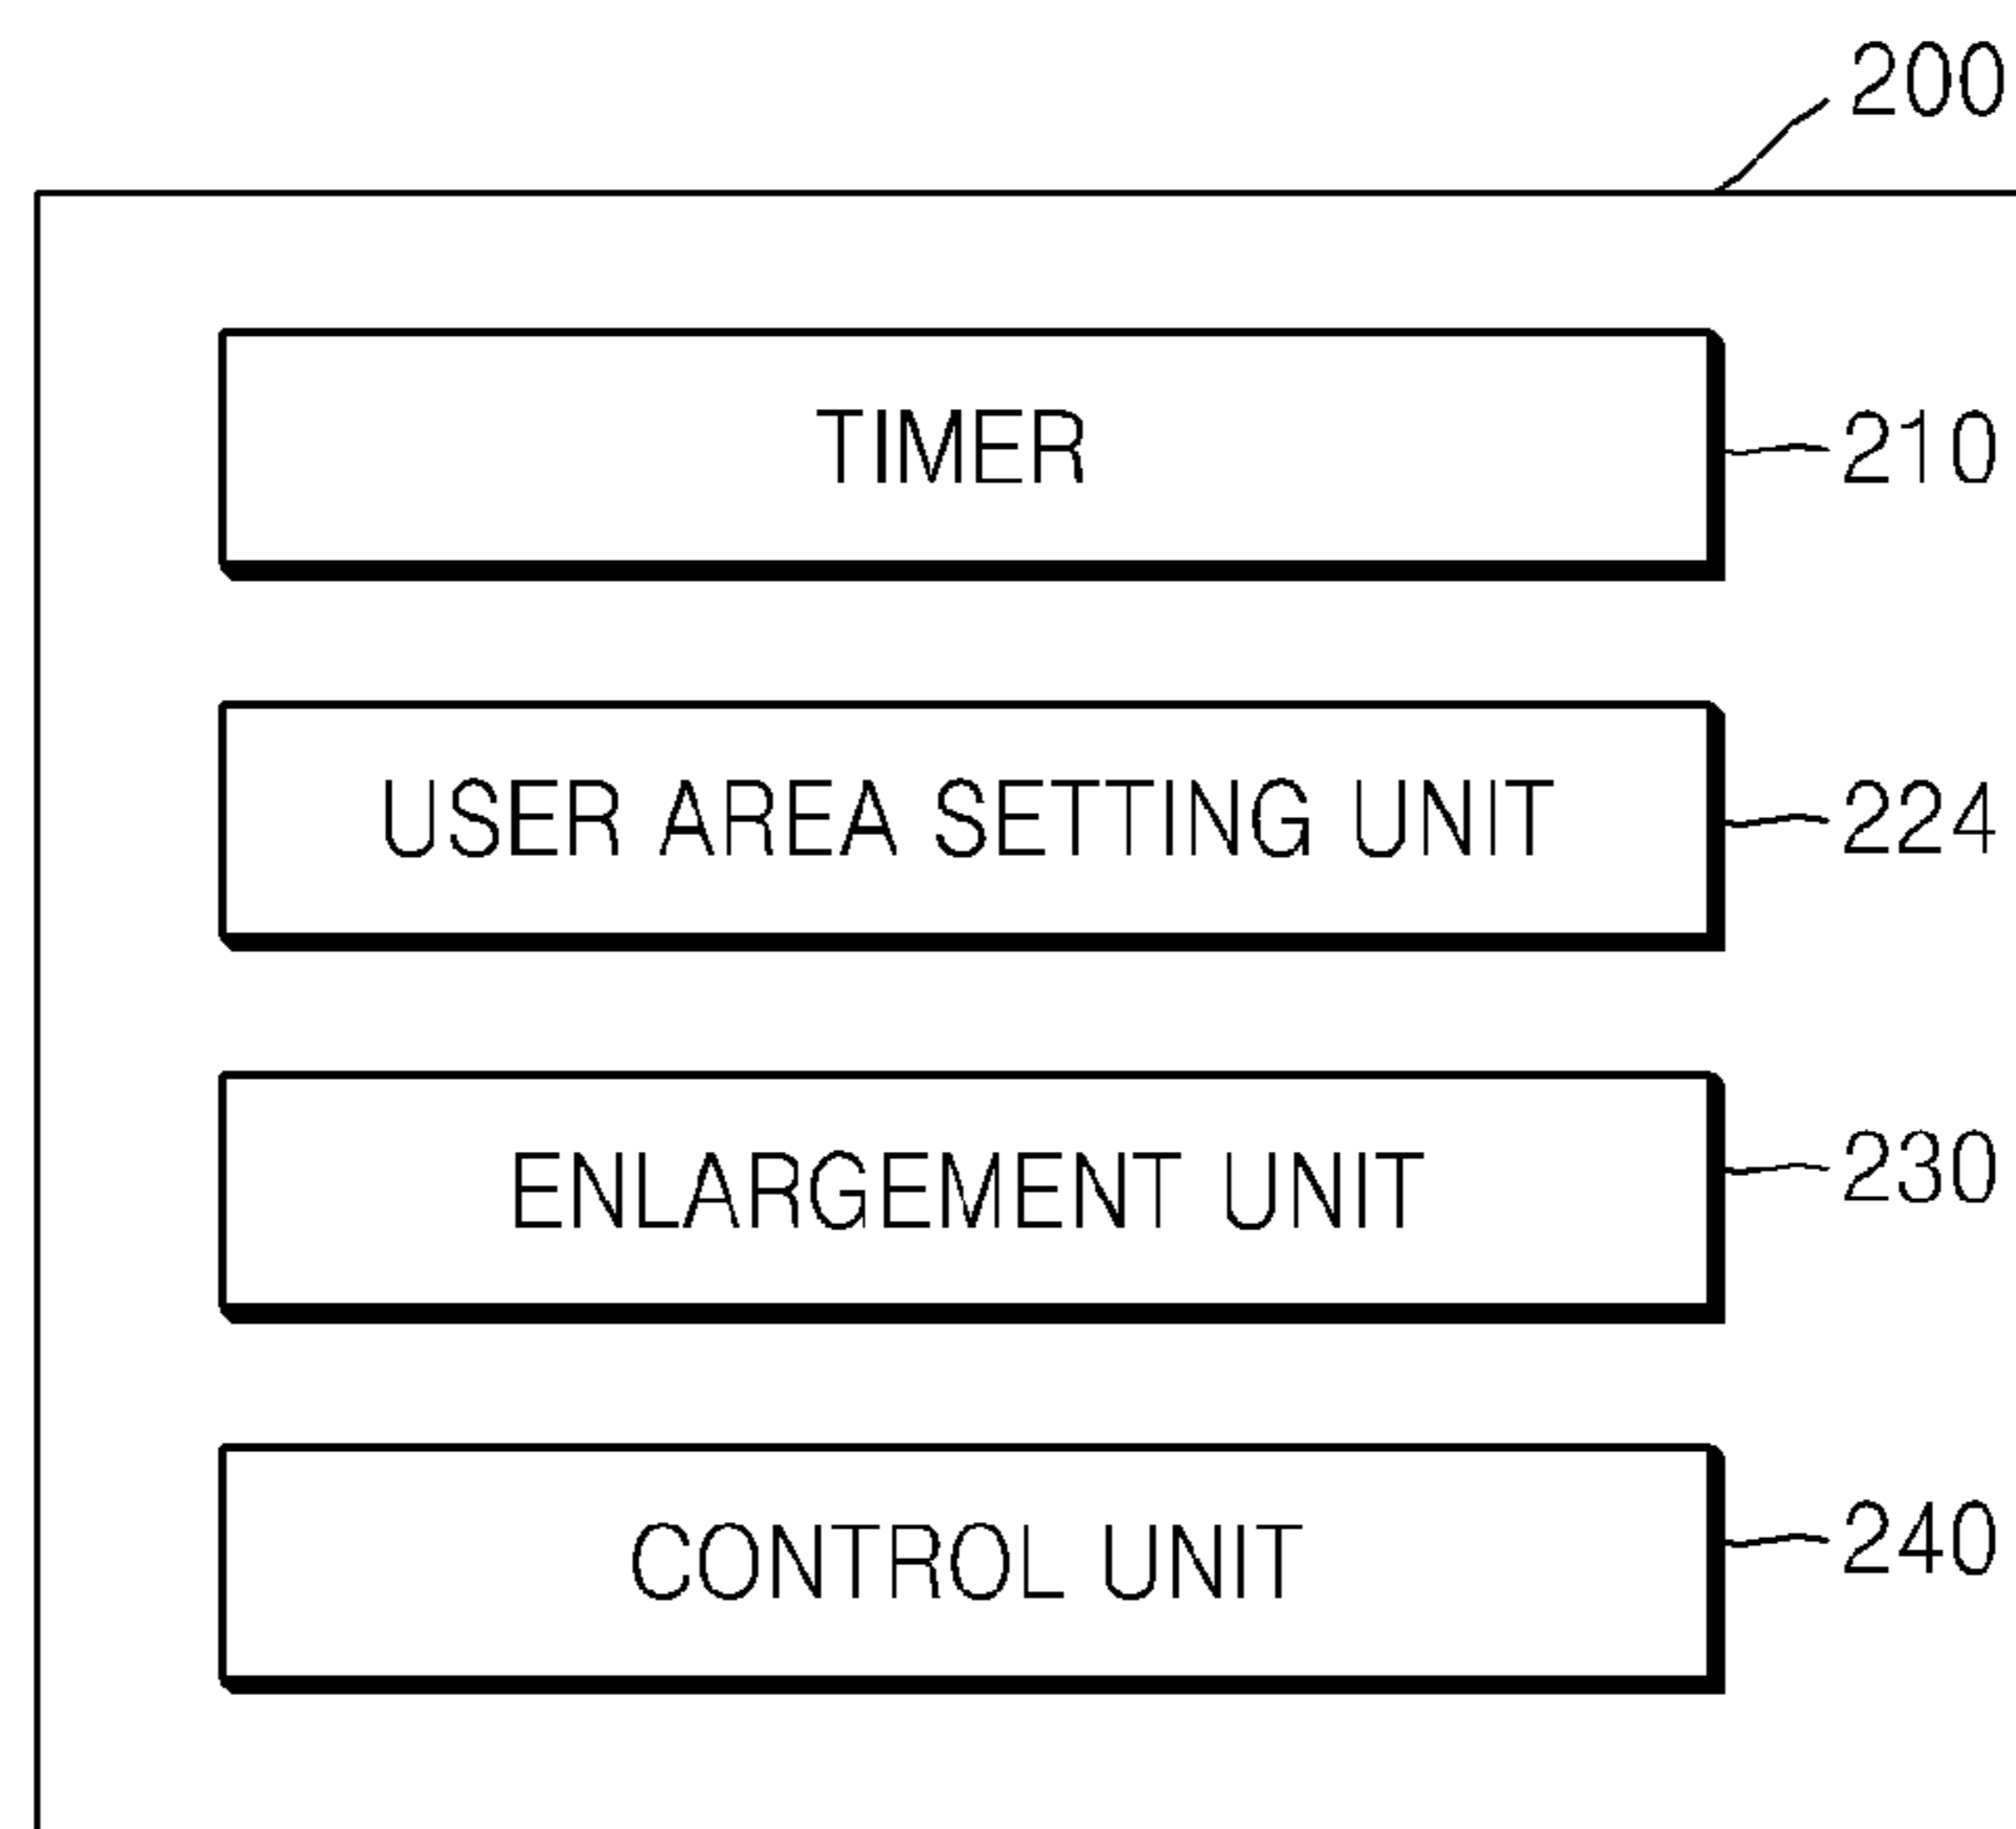 200
TIMER
210
USER AREA SETTING UNIT
224
ENLARGEMENT UNIT
230
CONTROL UNIT
240